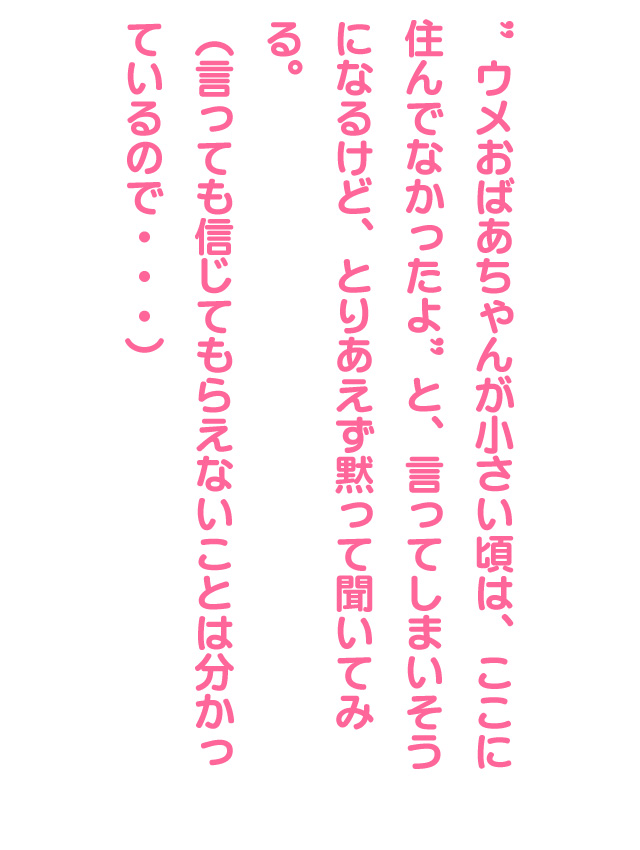 ”ウメおばあちゃんが小さい頃は、ここに
住んでなかったよ”と、言ってしまいそう
になるけど、とりあえず黙って聞いてみ
る。
（言っても信じてもらえないことは分かっ
ているので・・・）